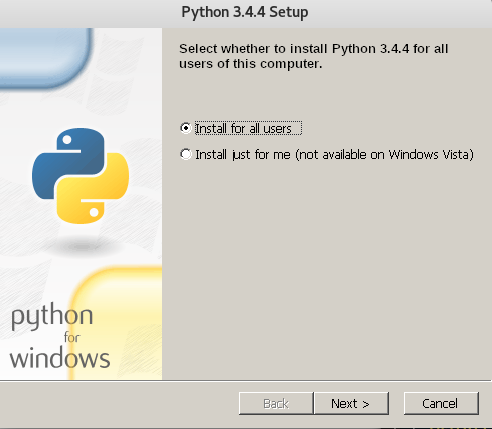 Python 3.4.4 Setup
Select whether to install Python 3.4.4 for all
users of this computer.
Install for all users
Install just for me (not available on Windows Vista)
python
for
windows
Back
Next >
Cancel